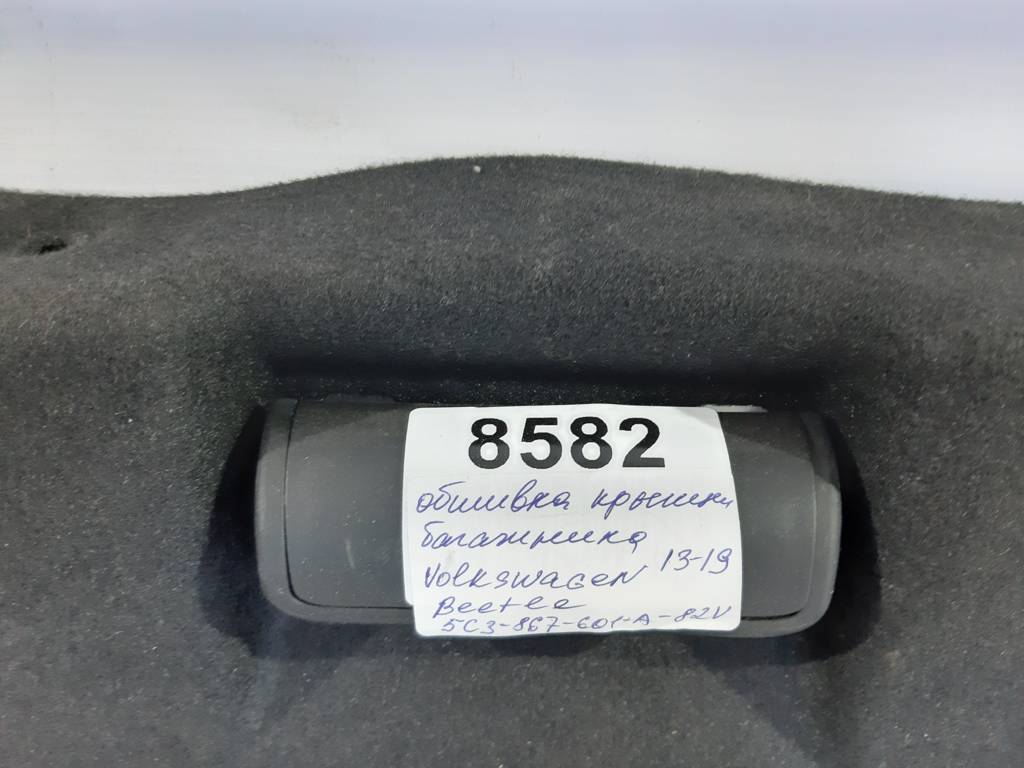 8582
обшивка крышки
багажника
Volkswagen 13-19
Beetle
5C3-867-601-A-82V